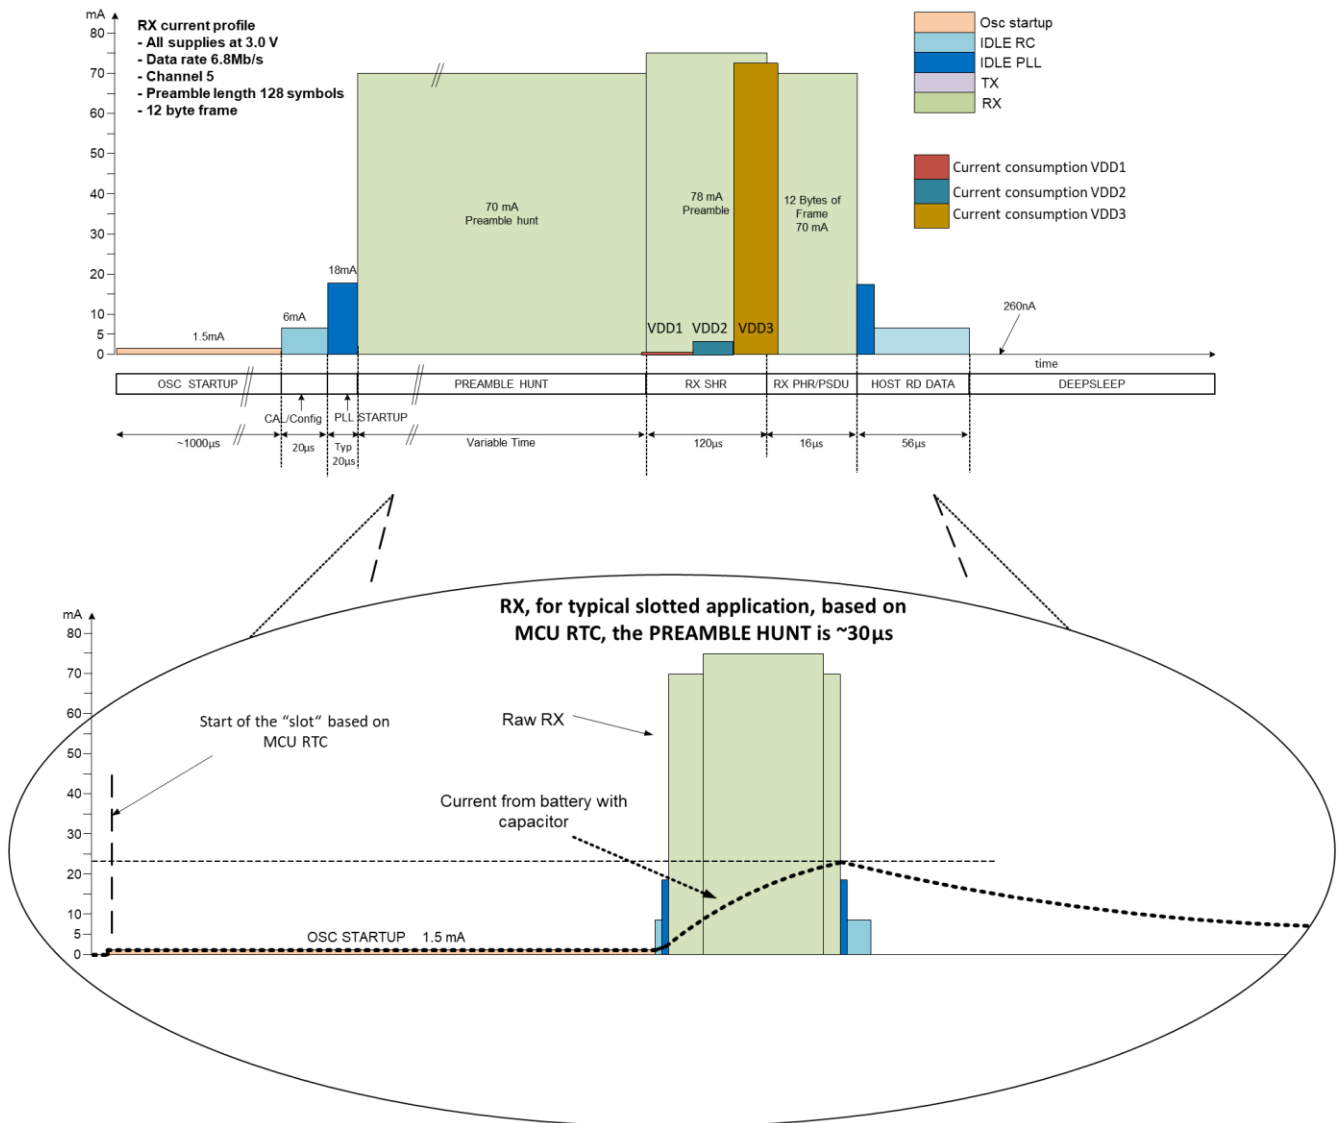 mA
RX current profile
- All supplies at 3.0 V
- Data rate 6.8Mb/s
- Channel 5
- Preamble length 128 symbols
- 12 byte frame
80
70
60
50
40
30
20
10
5
0
Osc startup
IDLE RC
IDLE PLL
TX
RX
Current consumption VDD1
Current consumption VDD2
Current consumption VDD3
1.5mA
6mA
18mA
70 mA
Preamble hunt
78 mA
Preamble
12 Bytes of
Frame
70 mA
VDD1
VDD2
VDD3
260nA
time
OSC STARTUP
PREAMBLE HUNT
RX SHR
RX PHR/PSDU
HOST RD DATA
DEEPSLEEP
CAL/Config
PLL STARTUP
~1000µs
20µs
Typ
20µs
Variable Time
120µs
16µs
56µs
RX, for typical slotted application, based on
MCU RTC, the PREAMBLE HUNT is ~30µs
mA
80
70
60
50
40
30
20
10
5
0
Start of the “slot“ based on
MCU RTC
Raw RX
Current from battery with
capacitor
OSC STARTUP 1.5 mA